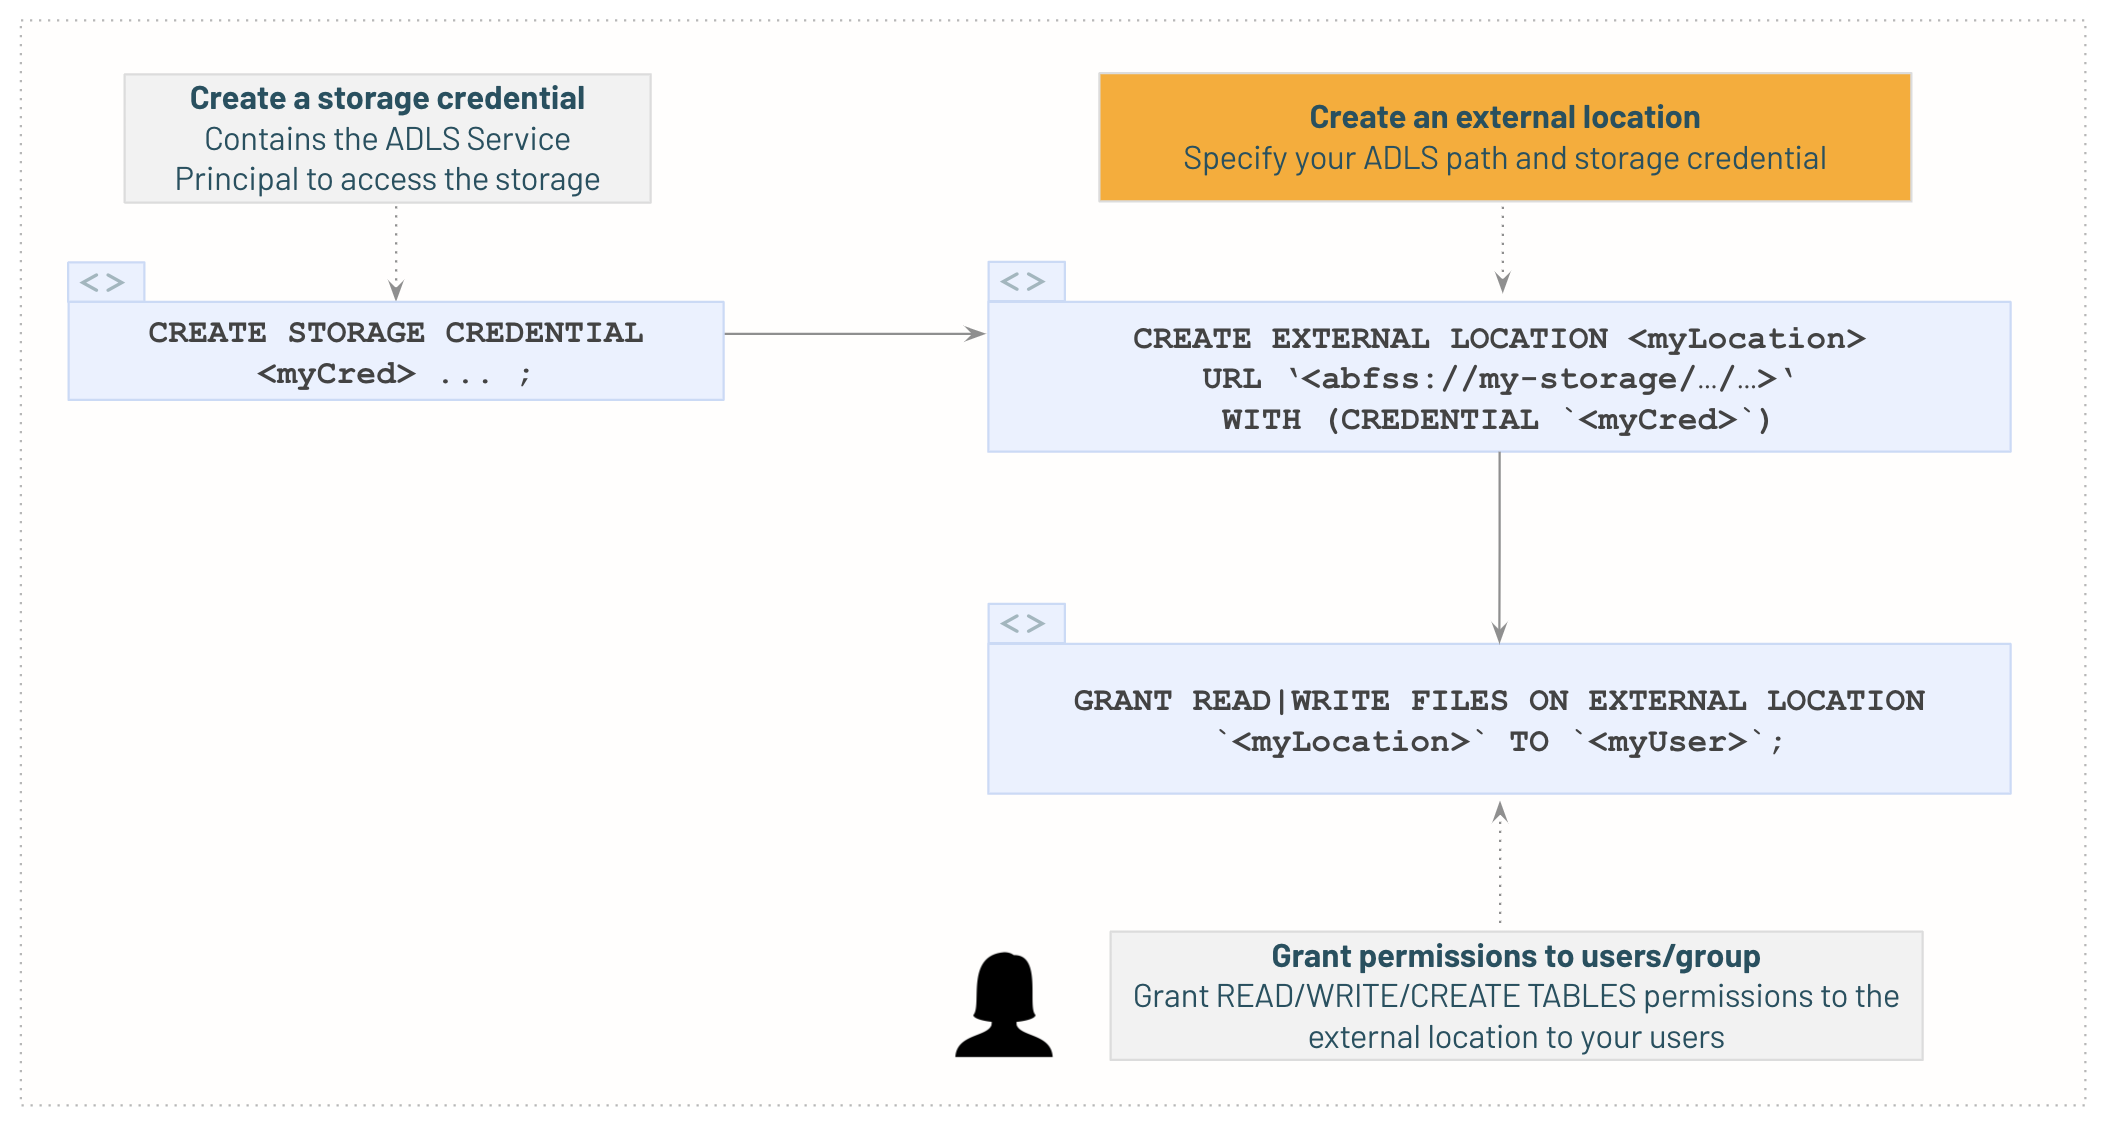 Create a storage credential
Contains the ADLS Service
Principal to access the storage
Create an external location
Specify your ADLS path and storage credential
<>
CREATE STORAGE CREDENTIAL
<myCred> ... ;
<>
CREATE EXTERNAL LOCATION <myLocation>
URL ‘<abfss://my-storage/…/…>‘
WITH (CREDENTIAL `<myCred>`)
<>
GRANT READ|WRITE FILES ON EXTERNAL LOCATION
`<myLocation>` TO `<myUser>`;
Grant permissions to users/group
Grant READ/WRITE/CREATE TABLES permissions to the
external location to your users